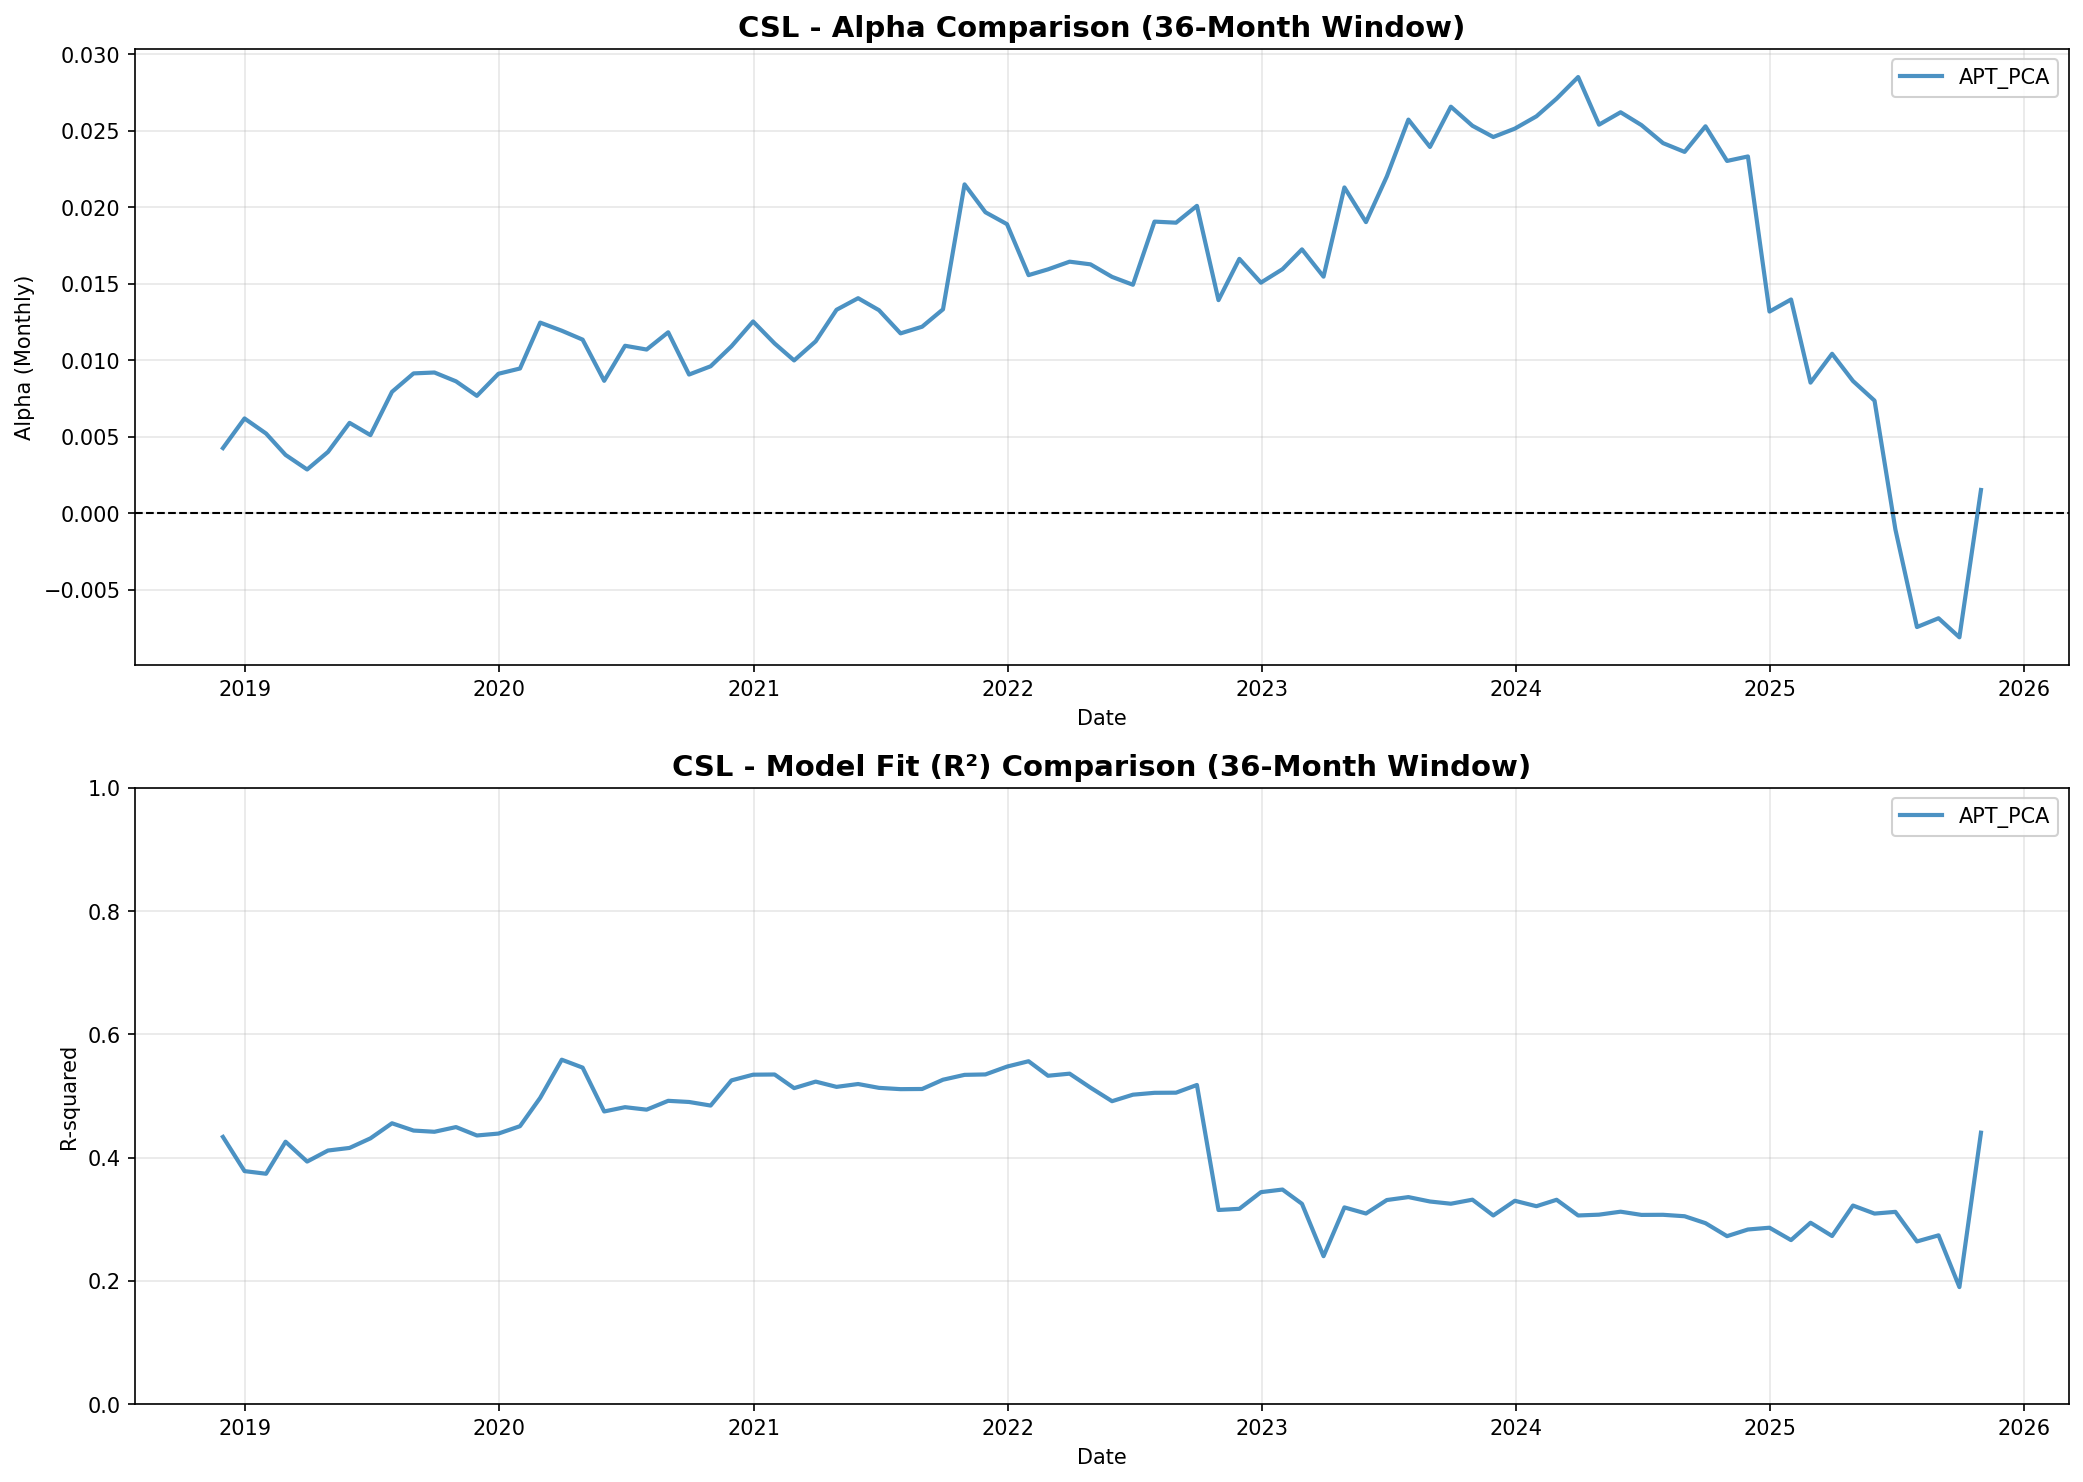 CSL - Alpha Comparison (36-Month Window)
APT_PCA
Alpha (Monthly)
0.030
0.025
0.020
0.015
0.010
0.005
0.000
−0.005
2019 2020 2021 2022 2023 2024 2025 2026
Date
CSL - Model Fit (R²) Comparison (36-Month Window)
APT_PCA
R-squared
1.0
0.8
0.6
0.4
0.2
0.0
2019 2020 2021 2022 2023 2024 2025 2026
Date